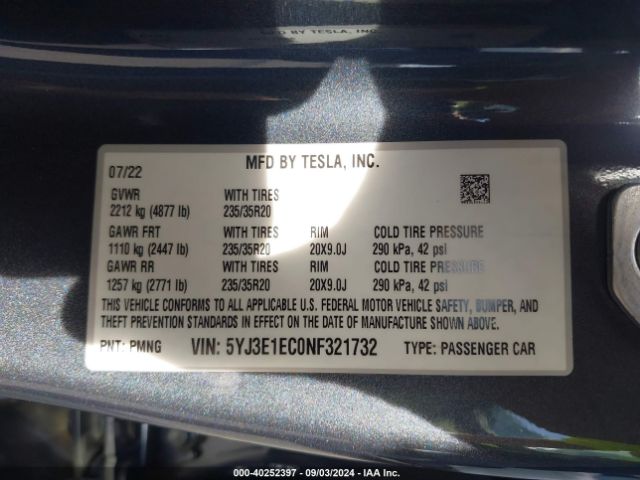 MFD BY TESLA, INC.
07/22
MFD BY TESLA, INC.
GVWR WITH TIRES
2212 kg (4877 lb) 235/35R20
GAWR FRT WITH TIRES RIM COLD TIRE PRESSURE
1110 kg (2447 lb) 235/35R20 20X9.0J 290 kPa, 42 psi
GAWR RR WITH TIRES RIM COLD TIRE PRESSURE
1257 kg (2771 lb) 235/35R20 20X9.0J 290 kPa, 42 psi
THIS VEHICLE CONFORMS TO ALL APPLICABLE U.S. FEDERAL MOTOR VEHICLE SAFETY, BUMPER, AND
THEFT PREVENTION STANDARDS IN EFFECT ON THE DATE OF MANUFACTURE SHOWN ABOVE.
PNT: PMNG VIN: 5YJ3E1EC0NF321732 TYPE: PASSENGER CAR
000-40252397 - 09/03/2024 - IAA Inc.